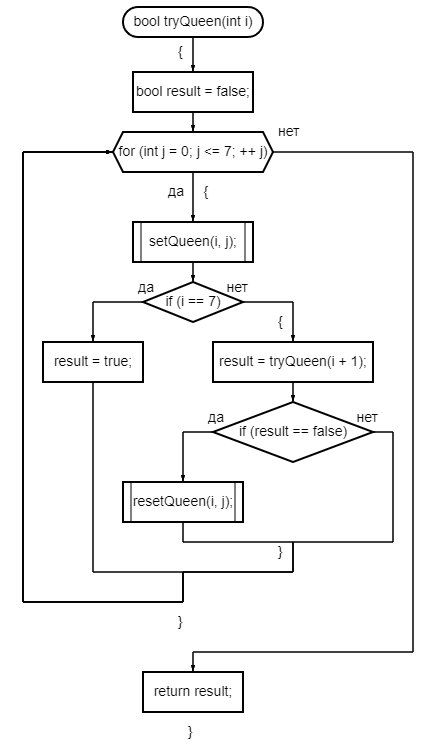 bool tryQueen(int i)
{
bool result = false;
нет
for (int j = 0; j <= 7; ++ j)
да {
setQueen(i, j);
да нет
if (i == 7)
{
result = true; result = tryQueen(i + 1);
да нет
if (result == false)
resetQueen(i, j);
}
}
return result;
}